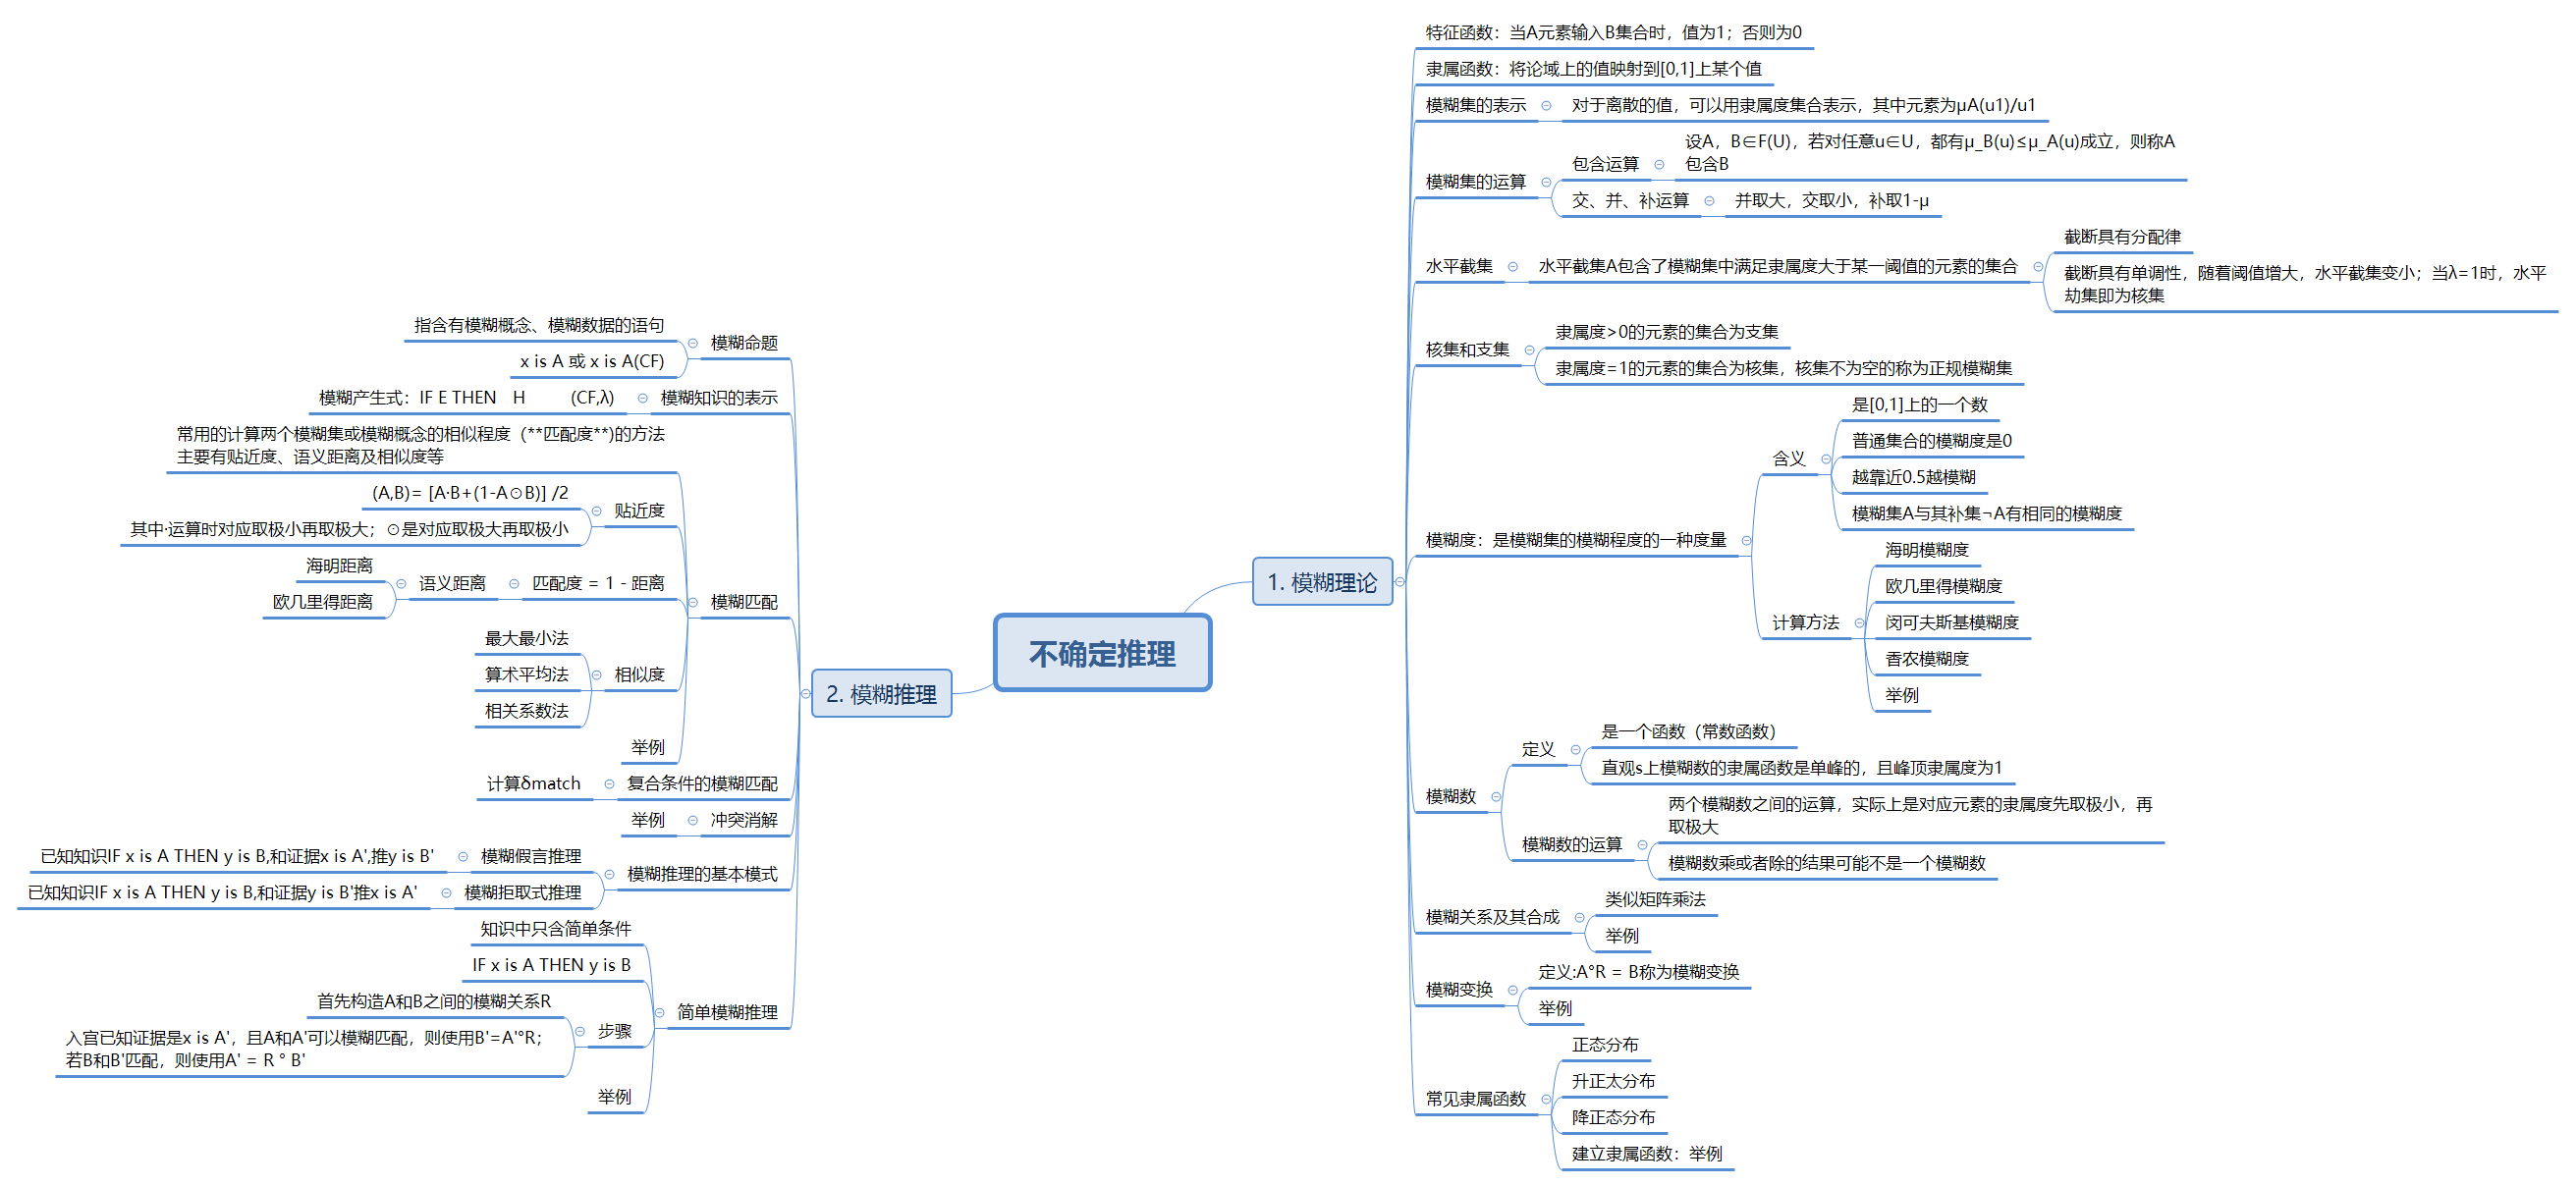 不确定推理
1. 模糊理论
特征函数：当A元素输入B集合时，值为1；否则为0
隶属函数：将论域上的值映射到[0,1]上某个值
模糊集的表示
对于离散的值，可以用隶属度集合表示，其中元素为μA(u1)/u1
模糊集的运算
包含运算
设A，B∈F(U)，若对任意u∈U，都有μ_B(u)≤μ_A(u)成立，则称A
包含B
交、并、补运算
并取大，交取小，补取1-μ
水平截集
水平截集A包含了模糊集中满足隶属度大于某一阈值的元素的集合
截断具有分配律
截断具有单调性，随着阈值增大，水平截集变小；当λ=1时，水平
劫集即为核集
核集和支集
隶属度>0的元素的集合为支集
隶属度=1的元素的集合为核集，核集不为空的称为正规模糊集
模糊度：是模糊集的模糊程度的一种度量
含义
是[0,1]上的一个数
普通集合的模糊度是0
越靠近0.5越模糊
模糊集A与其补集¬A有相同的模糊度
计算方法
海明模糊度
欧几里得模糊度
闵可夫斯基模糊度
香农模糊度
举例
模糊数
定义
是一个函数（常数函数）
直观s上模糊数的隶属函数是单峰的，且峰顶隶属度为1
模糊数的运算
两个模糊数之间的运算，实际上是对应元素的隶属度先取极小，再
取极大
模糊数乘或者除的结果可能不是一个模糊数
模糊关系及其合成
类似矩阵乘法
举例
模糊变换
定义:A°R = B称为模糊变换
举例
常见隶属函数
正态分布
升正太分布
降正态分布
建立隶属函数：举例
2. 模糊推理
模糊命题
指含有模糊概念、模糊数据的语句
x is A 或 x is A(CF)
模糊知识的表示
模糊产生式：IF E THEN H (CF,λ)
模糊匹配
常用的计算两个模糊集或模糊概念的相似程度（**匹配度**)的方法
主要有贴近度、语义距离及相似度等
贴近度
(A,B)= [A·B+(1-A⊙B)] /2
其中·运算时对应取极小再取极大；⊙是对应取极大再取极小
匹配度 = 1 - 距离
语义距离
海明距离
欧几里得距离
相似度
最大最小法
算术平均法
相关系数法
举例
复合条件的模糊匹配
计算δmatch
冲突消解
举例
模糊推理的基本模式
模糊假言推理
已知知识IF x is A THEN y is B,和证据x is A',推y is B'
模糊拒取式推理
已知知识IF x is A THEN y is B,和证据y is B'推x is A'
简单模糊推理
知识中只含简单条件
IF x is A THEN y is B
步骤
首先构造A和B之间的模糊关系R
入宫已知证据是x is A'，且A和A'可以模糊匹配，则使用B'=A'°R；
若B和B'匹配，则使用A' = R ° B'
举例